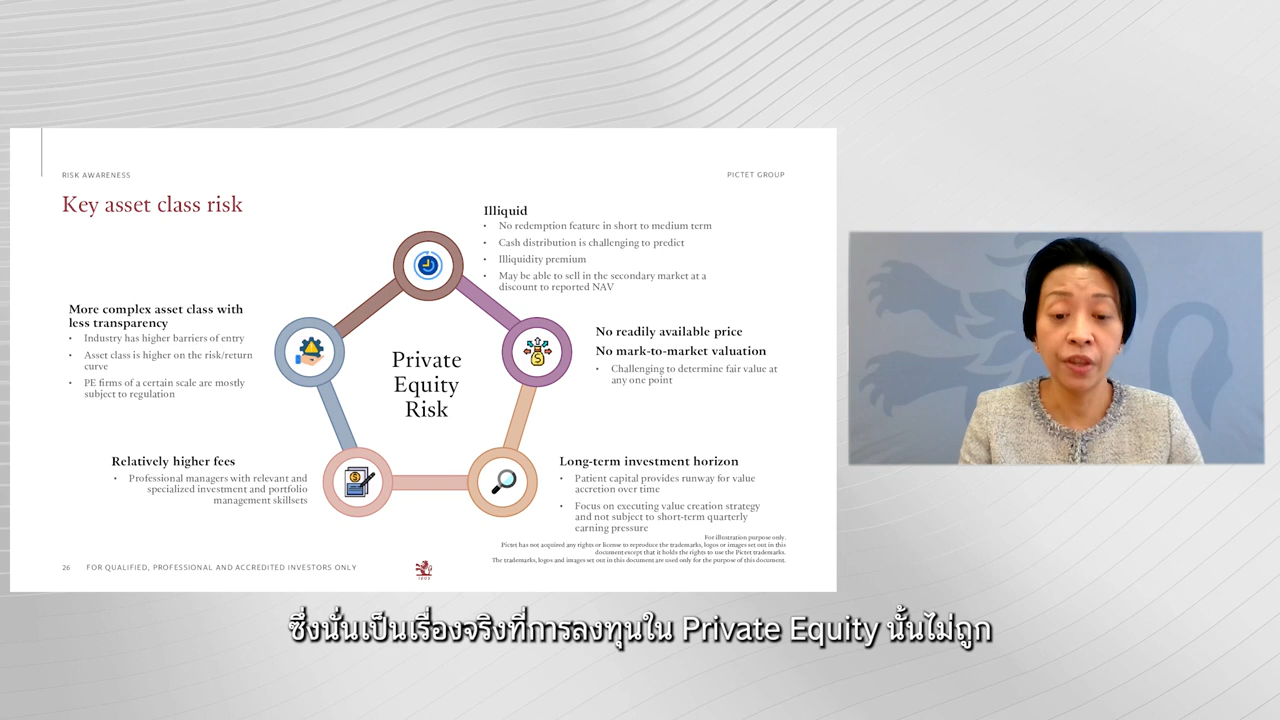 RISK AWARENESS
PICTET GROUP
Key asset class risk
Illiquid
• No redemption feature in short to medium term
• Cash distribution is challenging to predict
• Illiquidity premium
• May be able to sell in the secondary market at a
discount to reported NAV
More complex asset class with
less transparency
• Industry has higher barriers of entry
• Asset class is higher on the risk/return
curve
• PE firms of a certain scale are mostly
subject to regulation
No readily available price
No mark-to-market valuation
• Challenging to determine fair value at
any one point
Private
Equity
Risk
Relatively higher fees
• Professional managers with relevant and
specialized investment and portfolio
management skillsets
Long-term investment horizon
• Patient capital provides runway for value
accretion over time
• Focus on executing value creation strategy
and not subject to short-term quarterly
earning pressure
For illustration purpose only.
Pictet has not acquired any rights or license to reproduce the trademarks, logos or images set out in this
document except that it holds the rights to use the Pictet trademarks.
The trademarks, logos and images set out in this document are used only for the purpose of this document.
26 FOR QUALIFIED, PROFESSIONAL AND ACCREDITED INVESTORS ONLY
1805
ซึ่งนั่นเป็นเรื่องจริงที่การลงทุนใน Private Equity นั้นไม่ถูก